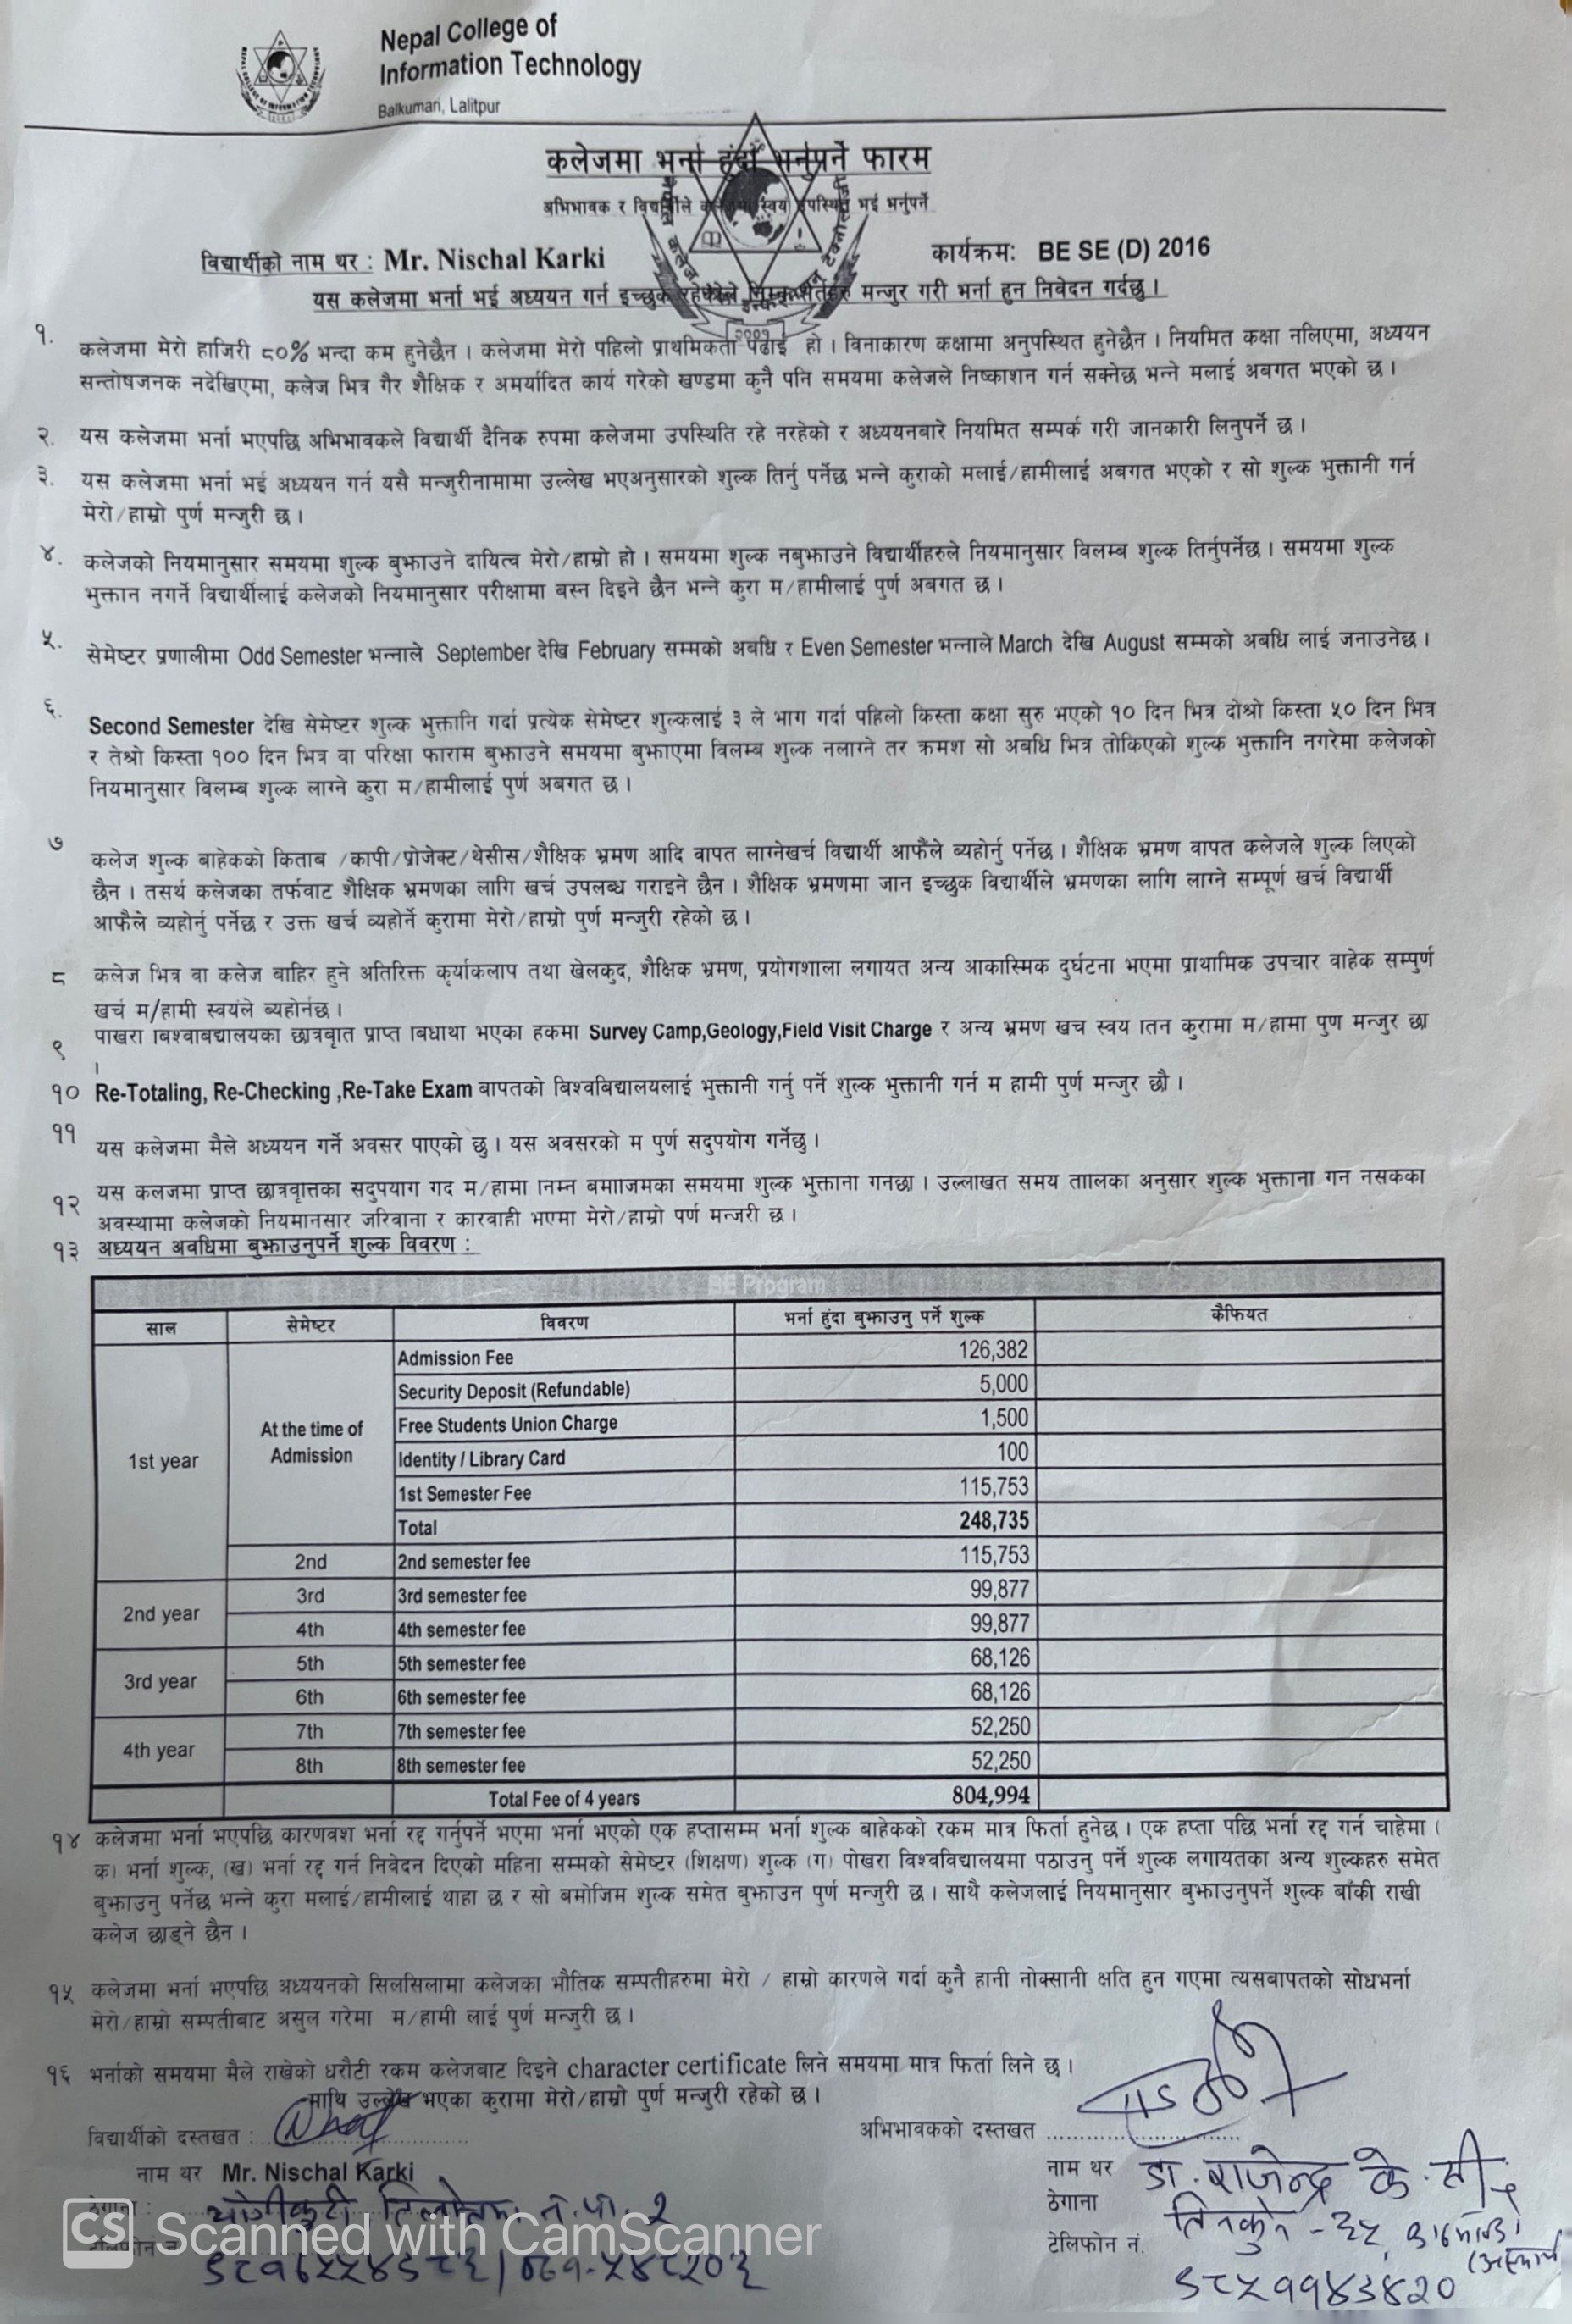 Nepal College of
Information Technology
Balkumari, Lalitpur
कलेजमा भर्ना हुंदा भर्नुपर्ने फारम
अभिभावक र विद्यार्थीले कलेजमा स्वयं उपस्थित भई भर्नुपर्ने
विद्यार्थीको नाम थर : Mr. Nischal Karki कार्यक्रम: BE SE (D) 2016
यस कलेजमा भर्ना भई अध्ययन गर्न इच्छुक रहेकोले निम्न शर्तहरु मन्जुर गरी भर्ना हुन निवेदन गर्दछु ।
२०५१
१. कलेजमा मेरो हाजिरी ८०% भन्दा कम हुनेछैन । कलेजमा मेरो पहिलो प्राथमिकता पढाई हो । विनाकारण कक्षामा अनुपस्थित हुनेछैन । नियमित कक्षा नलिएमा, अध्ययन
सन्तोषजनक नदेखिएमा, कलेज भित्र गैर शैक्षिक र अमर्यादित कार्य गरेको खण्डमा कुनै पनि समयमा कलेजले निष्काशन गर्न सक्नेछ भन्ने मलाई अबगत भएको छ ।
२. यस कलेजमा भर्ना भएपछि अभिभावकले विद्यार्थी दैनिक रुपमा कलेजमा उपस्थिति रहे नरहेको र अध्ययनबारे नियमित सम्पर्क गरी जानकारी लिनुपर्ने छ ।
३. यस कलेजमा भर्ना भई अध्ययन गर्न यसै मन्जुरीनामामा उल्लेख भएअनुसारको शुल्क तिर्नु पर्नेछ भन्ने कुराको मलाई/हामीलाई अबगत भएको र सो शुल्क भुक्तानी गर्न
मेरो/हाम्रो पुर्ण मन्जुरी छ ।
४. कलेजको नियमानुसार समयमा शुल्क बुझाउने दायित्व मेरो/हाम्रो हो । समयमा शुल्क नबुझाउने विद्यार्थीहरुले नियमानुसार विलम्ब शुल्क तिर्नुपर्नेछ । समयमा शुल्क
भुक्तान नगर्ने विद्यार्थीलाई कलेजको नियमानुसार परीक्षामा बस्न दिइने छैन भन्ने कुरा म/हामीलाई पुर्ण अबगत छ ।
५. सेमेष्टर प्रणालीमा Odd Semester भन्नाले September देखि February सम्मको अबधि र Even Semester भन्नाले March देखि August सम्मको अबधि लाई जनाउनेछ ।
६. Second Semester देखि सेमेष्टर शुल्क भुक्तानि गर्दा प्रत्येक सेमेष्टर शुल्कलाई ३ ले भाग गर्दा पहिलो किस्ता कक्षा सुरु भएको १० दिन भित्र दोश्रो किस्ता ५० दिन भित्र
र तेश्रो किस्ता १०० दिन भित्र वा परिक्षा फाराम बुझाउने समयमा बुझाएमा विलम्ब शुल्क नलाग्ने तर क्रमश सो अबधि भित्र तोकिएको शुल्क भुक्तानि नगरेमा कलेजको
नियमानुसार विलम्ब शुल्क लाग्ने कुरा म/हामीलाई पुर्ण अबगत छ ।
७ कलेज शुल्क बाहेकको किताब /कापी/प्रोजेक्ट/थेसीस/शैक्षिक भ्रमण आदि वापत लाग्नेखर्च विद्यार्थी आफैंले ब्यहोर्नु पर्नेछ । शैक्षिक भ्रमण वापत कलेजले शुल्क लिएको
छैन । तसर्थ कलेजका तर्फवाट शैक्षिक भ्रमणका लागि खर्च उपलब्ध गराइने छैन । शैक्षिक भ्रमणमा जान इच्छुक विद्यार्थीले भ्रमणका लागि लाग्ने सम्पूर्ण खर्च विद्यार्थी
आफैले व्यहोर्नु पर्नेछ र उक्त खर्च व्यहोर्ने कुरामा मेरो/हाम्रो पुर्ण मन्जुरी रहेको छ ।
८ कलेज भित्र वा कलेज बाहिर हुने अतिरिक्त कृर्याकलाप तथा खेलकुद, शैक्षिक भ्रमण, प्रयोगशाला लगायत अन्य आकास्मिक दुर्घटना भएमा प्राथामिक उपचार वाहेक सम्पुर्ण
खर्च म/हामी स्वयंले ब्यहोर्नेछ ।
९ पोखरा बिश्वाबिद्यालयका छात्रबृति प्राप्त बिधार्थी भएका हकमा Survey Camp,Geology,Field Visit Charge र अन्य भ्रमण खर्च स्वयं तिर्न कुरामा म/हामी पुर्ण मन्जुर छौ
।
१० Re-Totaling, Re-Checking ,Re-Take Exam बापतको बिश्वबिद्यालयलाई भुक्तानी गर्नु पर्ने शुल्क भुक्तानी गर्न म हामी पुर्ण मन्जुर छौ ।
११ यस कलेजमा मैले अध्ययन गर्ने अवसर पाएको छु । यस अवसरको म पुर्ण सदुपयोग गर्नेछु ।
१२ यस कलेजमा प्राप्त छात्रवृत्तिको सदुपयोग गर्दै म/हामी निम्न बमोजिमका समयमा शुल्क भुक्तानी गर्नेछौ । उल्लेखित समय तालिका अनुसार शुल्क भुक्तानी गर्न नसकेको
अवस्थामा कलेजको नियमानुसार जरिवाना र कारवाही भएमा मेरो/हाम्रो पुर्ण मन्जुरी छ ।
१३ अध्ययन अवधिमा बुझाउनुपर्ने शुल्क विवरण :
BE Program
साल सेमेष्टर विवरण भर्ना हुंदा बुझाउनु पर्ने शुल्क कैफियत
1st year At the time of Admission Admission Fee 126,382
Security Deposit (Refundable) 5,000
Free Students Union Charge 1,500
Identity / Library Card 100
1st Semester Fee 115,753
Total 248,735
2nd 2nd semester fee 115,753
2nd year 3rd 3rd semester fee 99,877
4th 4th semester fee 99,877
3rd year 5th 5th semester fee 68,126
6th 6th semester fee 68,126
4th year 7th 7th semester fee 52,250
8th 8th semester fee 52,250
Total Fee of 4 years 804,994
१४ कलेजमा भर्ना भएपछि कारणवश भर्ना रद्द गर्नुपर्ने भएमा भर्ना भएको एक हप्तासम्म भर्ना शुल्क बाहेकको रकम मात्र फिर्ता हुनेछ । एक हप्ता पछि भर्ना रद्द गर्न चाहेमा (
क) भर्ना शुल्क, (ख) भर्ना रद्द गर्न निवेदन दिएको महिना सम्मको सेमेष्टर (शिक्षण) शुल्क (ग) पोखरा विश्वविद्यालयमा पठाउनु पर्ने शुल्क लगायतका अन्य शुल्कहरु समेत
बुझाउनु पर्नेछ भन्ने कुरा मलाई/हामीलाई थाहा छ र सो बमोजिम शुल्क समेत बुझाउन पुर्ण मन्जुरी छ । साथै कलेजलाई नियमानुसार बुझाउनुपर्ने शुल्क बाँकी राखी
कलेज छाड्ने छैन ।
१५ कलेजमा भर्ना भएपछि अध्ययनको सिलसिलामा कलेजका भौतिक सम्पतीहरुमा मेरो / हाम्रो कारणले गर्दा कुनै हानी नोक्सानी क्षति हुन गएमा त्यसबापतको सोधभर्ना
मेरो/हाम्रो सम्पतीबाट असुल गरेमा म/हामी लाई पुर्ण मन्जुरी छ ।
१६ भर्नाको समयमा मैले राखेको धरौटी रकम कलेजबाट दिइने character certificate लिने समयमा मात्र फिर्ता लिने छ ।
माथि उल्लेख भएका कुरामा मेरो/हाम्रो पुर्ण मन्जुरी रहेको छ ।
विद्यार्थीको दस्तखत : अभिभावकको दस्तखत
नाम थर Mr. Nischal Karki नाम थर डा. राजेन्द्र के. सी.
ठेगाना : योगीकुटी न. पा. २ ठेगाना तिनकुने - ३५,
टेलिफोन नं. टेलिफोन नं. ९८५११४३४२०
CS Scanned with CamScanner